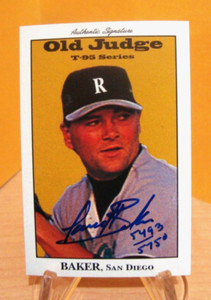 Authentic Signature
Old Judge
T-95 Series
R
5493
5750
BAKER, SAN DIEGO